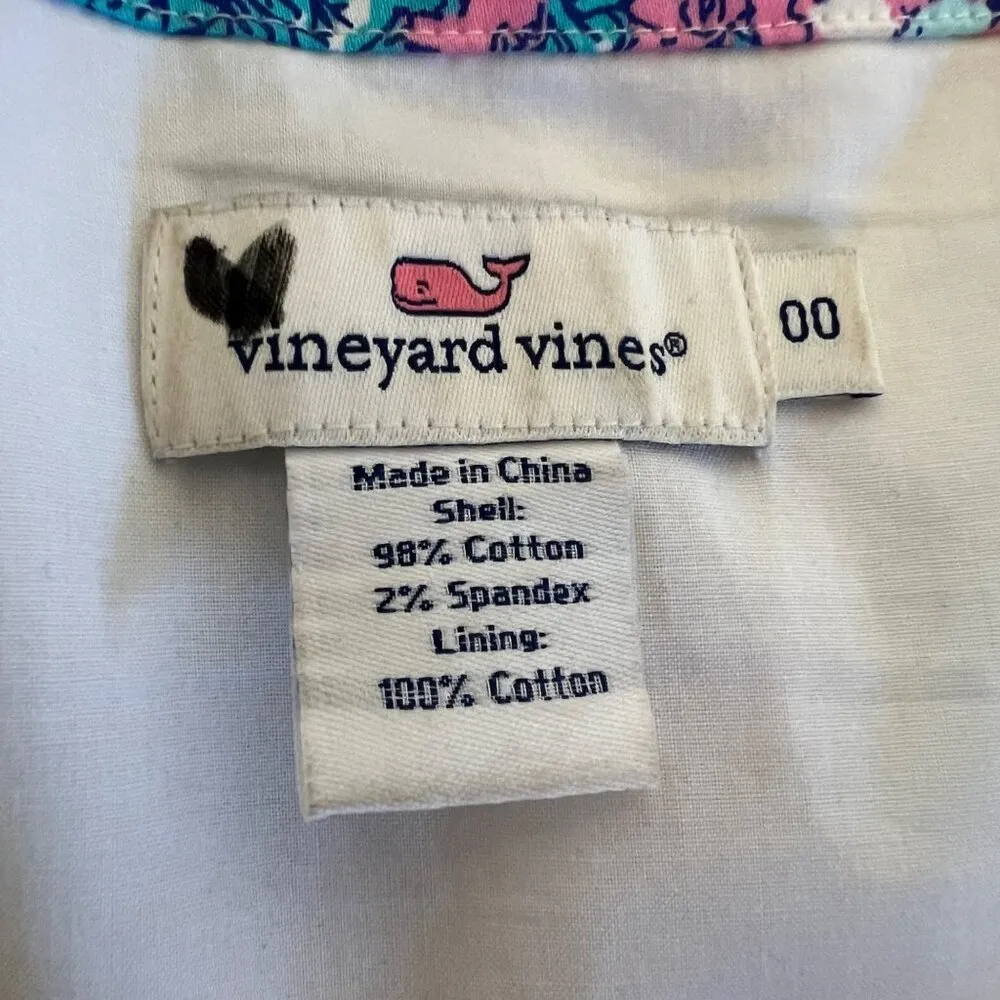 vineyard vines®
00
Made in China
Shell:
98% Cotton
2% Spandex
Lining:
100% Cotton